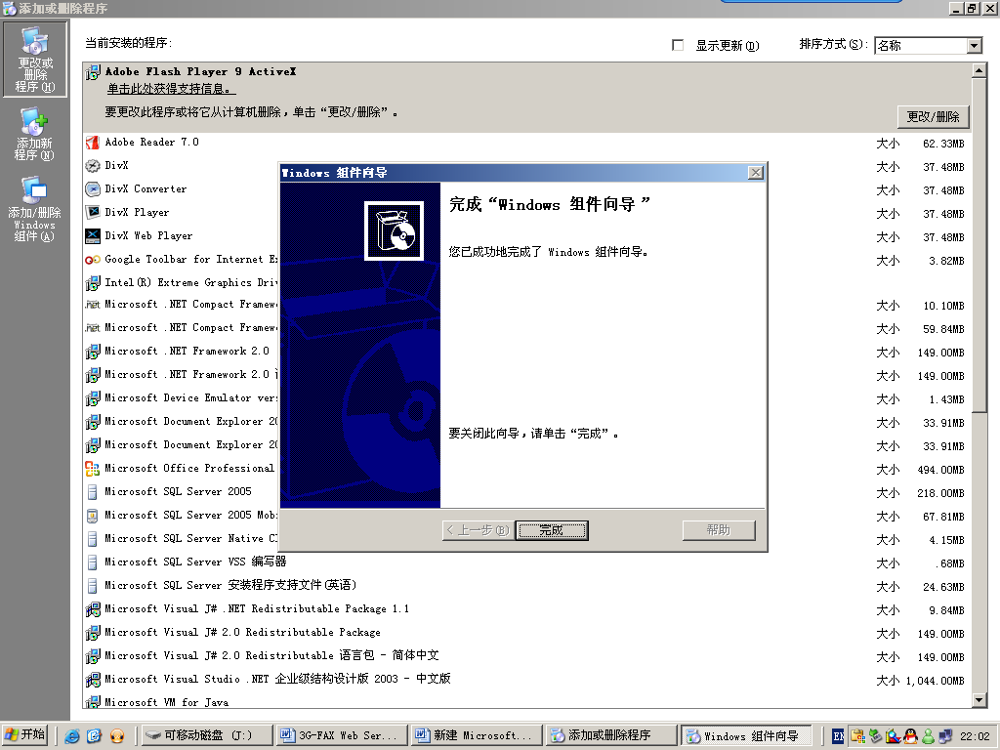 添加或删除程序
更改或
删除
程序(H)
添加新
程序(N)
添加/删除
Windows
组件(A)
当前安装的程序:
显示更新(D)
排序方式(S):
名称
Adobe Flash Player 9 ActiveX
单击此处获得支持信息。
要更改此程序或将它从计算机删除,单击“更改/删除”。
更改/删除
Adobe Reader 7.0 大小 62.33MB
DivX 大小 37.48MB
DivX Converter 大小 37.48MB
DivX Player 大小 37.48MB
DivX Web Player 大小 37.48MB
Google Toolbar for Internet 大小 3.82MB
Intel(R) Extreme Graphics
Microsoft .NET Compact 大小 10.10MB
Microsoft .NET Compact 大小 59.84MB
Microsoft .NET Framework 2.0 大小 149.00MB
Microsoft .NET Framework 2.0 大小 149.00MB
Microsoft Device Emulator 大小 1.43MB
Microsoft Document Explorer 大小 33.91MB
Microsoft Document Explorer 大小 33.91MB
Microsoft Office Professional 大小 494.00MB
Microsoft SQL Server 2005 大小 218.00MB
Microsoft SQL Server 2005 大小 67.81MB
Microsoft SQL Server Native 大小 4.15MB
Microsoft SQL Server VSS 编写器 大小 .68MB
Microsoft SQL Server 安装程序支持文件(英语) 大小 24.63MB
Microsoft Visual J# .NET Redistributable Package 1.1 大小 9.84MB
Microsoft Visual J# 2.0 Redistributable Package 大小 149.00MB
Microsoft Visual J# 2.0 Redistributable 语言包 - 简体中文 大小 149.00MB
Microsoft Visual Studio .NET 企业级结构设计版 2003 - 中文版 大小 1,044.00MB
Microsoft VM for Java
Windows 组件向导
完成“Windows 组件向导”
您已成功地完成了 Windows 组件向导。
要关闭此向导,请单击“完成”。
< 上一步(B)
完成
帮助
开始
可移动磁盘 (J:)
3G-FAX Web Ser...
新建 Microsoft...
添加或删除程序
Windows 组件向导
EN
22:02